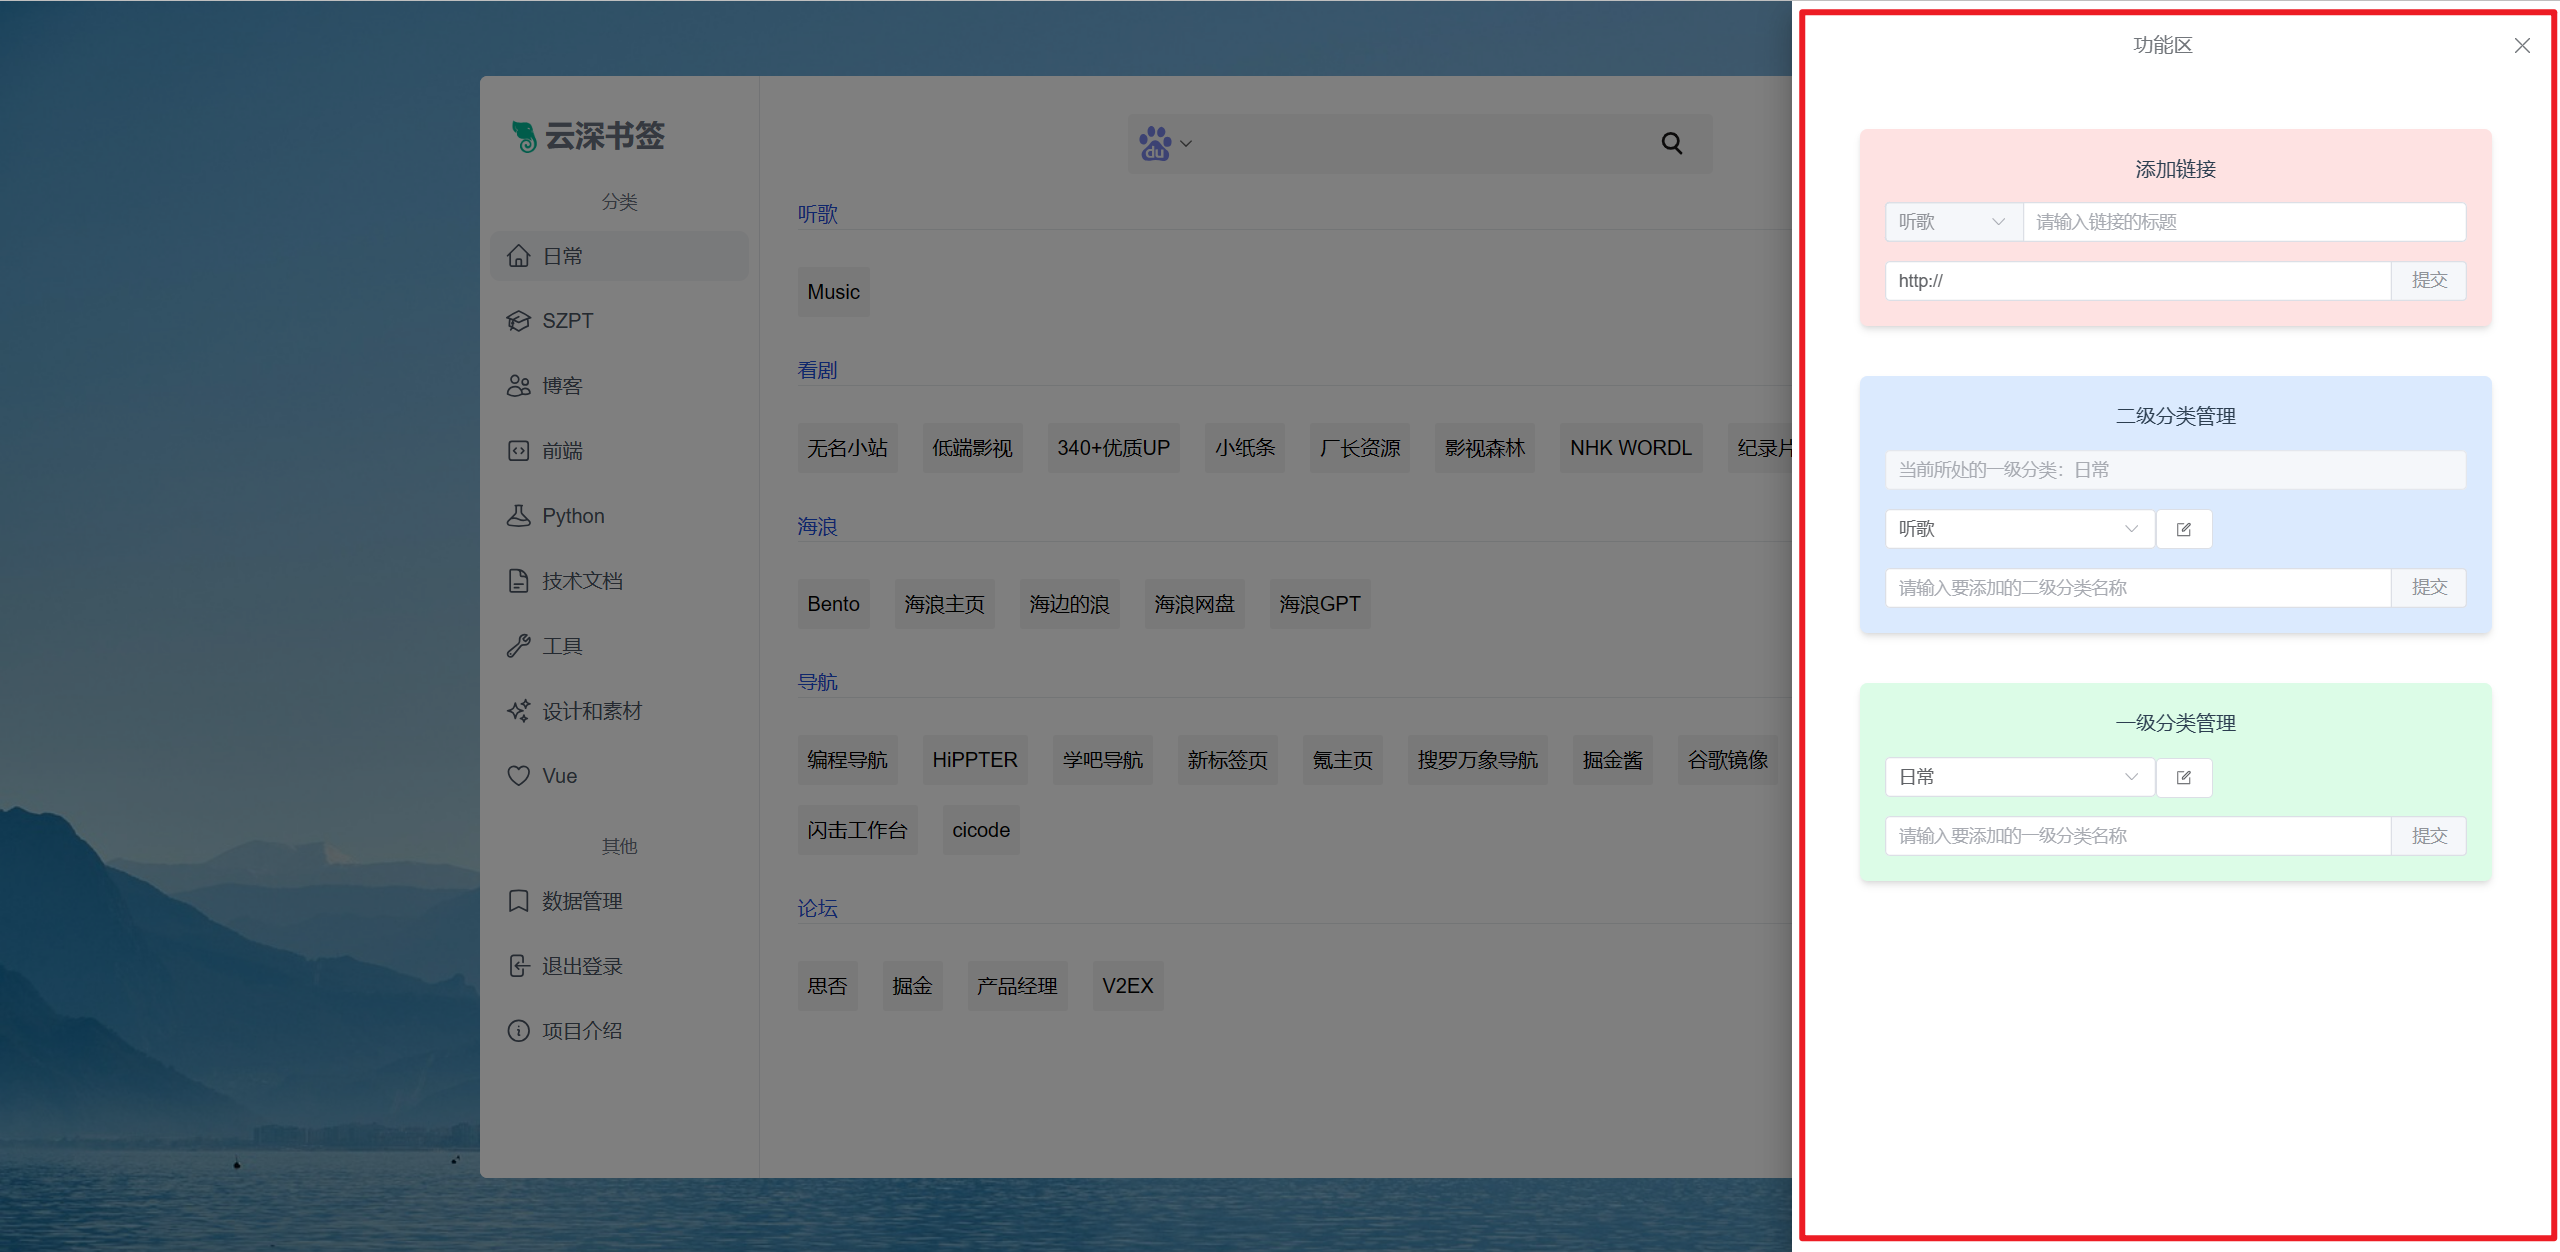 云深书签
分类
日常
SZPT
博客
前端
Python
技术文档
工具
设计和素材
Vue
其他
数据管理
退出登录
项目介绍
du
听歌
Music
看剧
无名小站 低端影视 340+优质UP 小纸条 厂长资源 影视森林 NHK WORDL 纪录片
海浪
Bento 海浪主页 海边的浪 海浪网盘 海浪GPT
导航
编程导航 HiPPTER 学吧导航 新标签页 氪主页 搜罗万象导航 掘金酱 谷歌镜像
闪击工作台 cicode
论坛
思否 掘金 产品经理 V2EX
功能区
添加链接
听歌 请输入链接的标题
http:// 提交
二级分类管理
当前所处的一级分类：日常
听歌
请输入要添加的二级分类名称 提交
一级分类管理
日常
请输入要添加的一级分类名称 提交